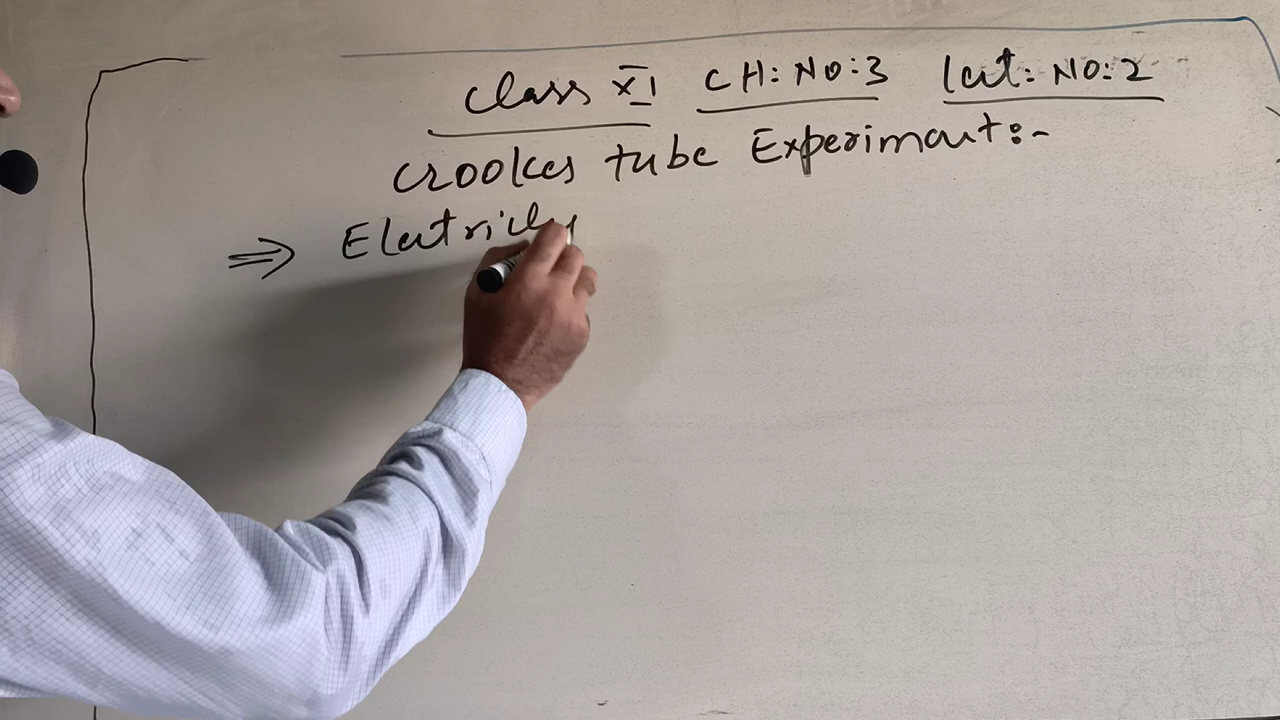 Class XI CH: NO: 3 Lect: NO: 2
Crookes tube Experiment:-
⇒ Electricity